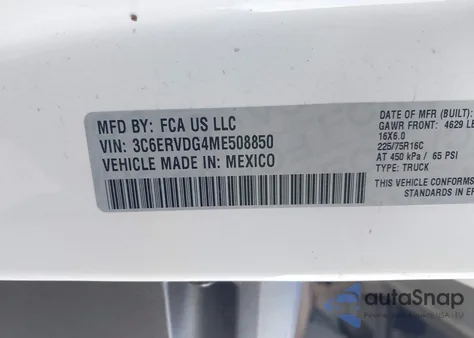 MFD BY: FCA US LLC
VIN: 3C6ERVDG4ME508850
VEHICLE MADE IN: MEXICO
DATE OF MFR (BUILT):
GAWR FRONT: 4629 LB
16X6.0
225/75R16C
AT 450 kPa / 65 PSI
TYPE: TRUCK
THIS VEHICLE CONFORMS
STANDARDS IN EF
autoSnap